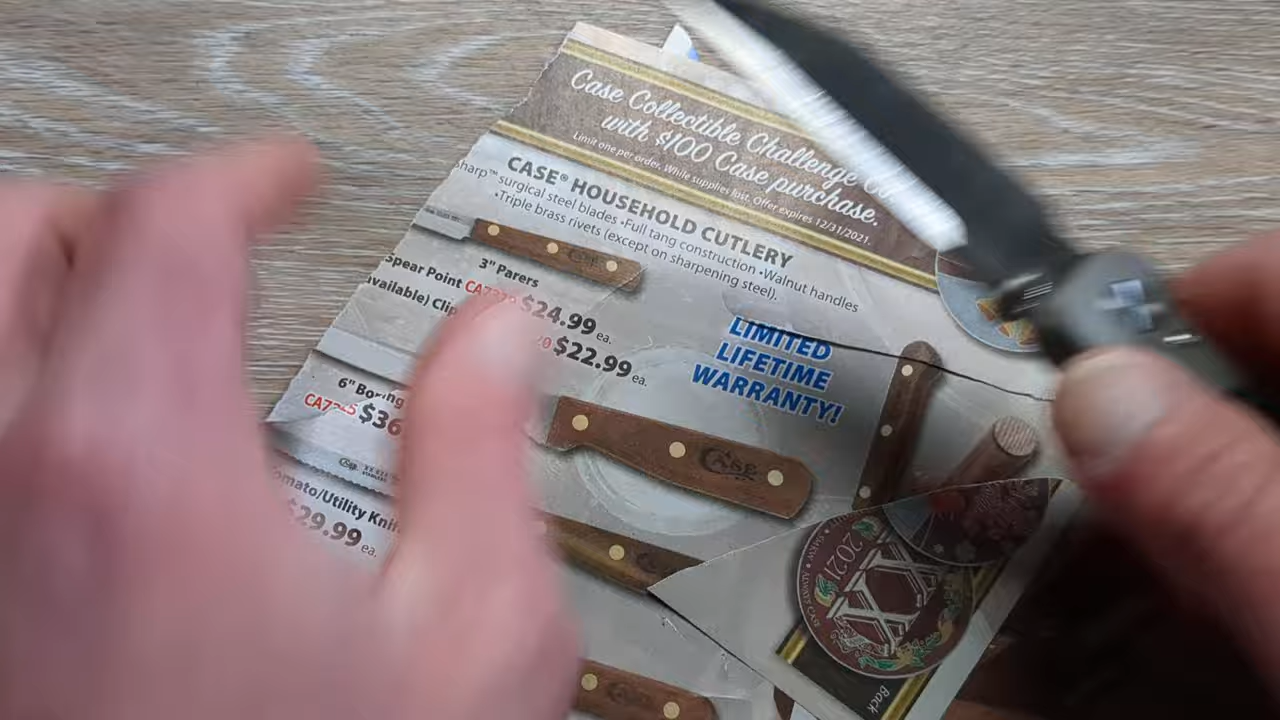 Case Collectible Challenge
with $100 Case purchase.
Limit one per order. While supplies last. Offer expires 12/31/2021.
CASE® HOUSEHOLD CUTLERY
surgical steel blades •Full tang construction •Walnut handles
•Triple brass rivets (except on sharpening steel).
CASE
3" Parers
Spear Point $24.99 ea.
$22.99 ea.
LIMITED
LIFETIME
WARRANTY!
6" Boning
$36
CASE
Tomato/Utility
$29.99 ea.
2021
XX
Back